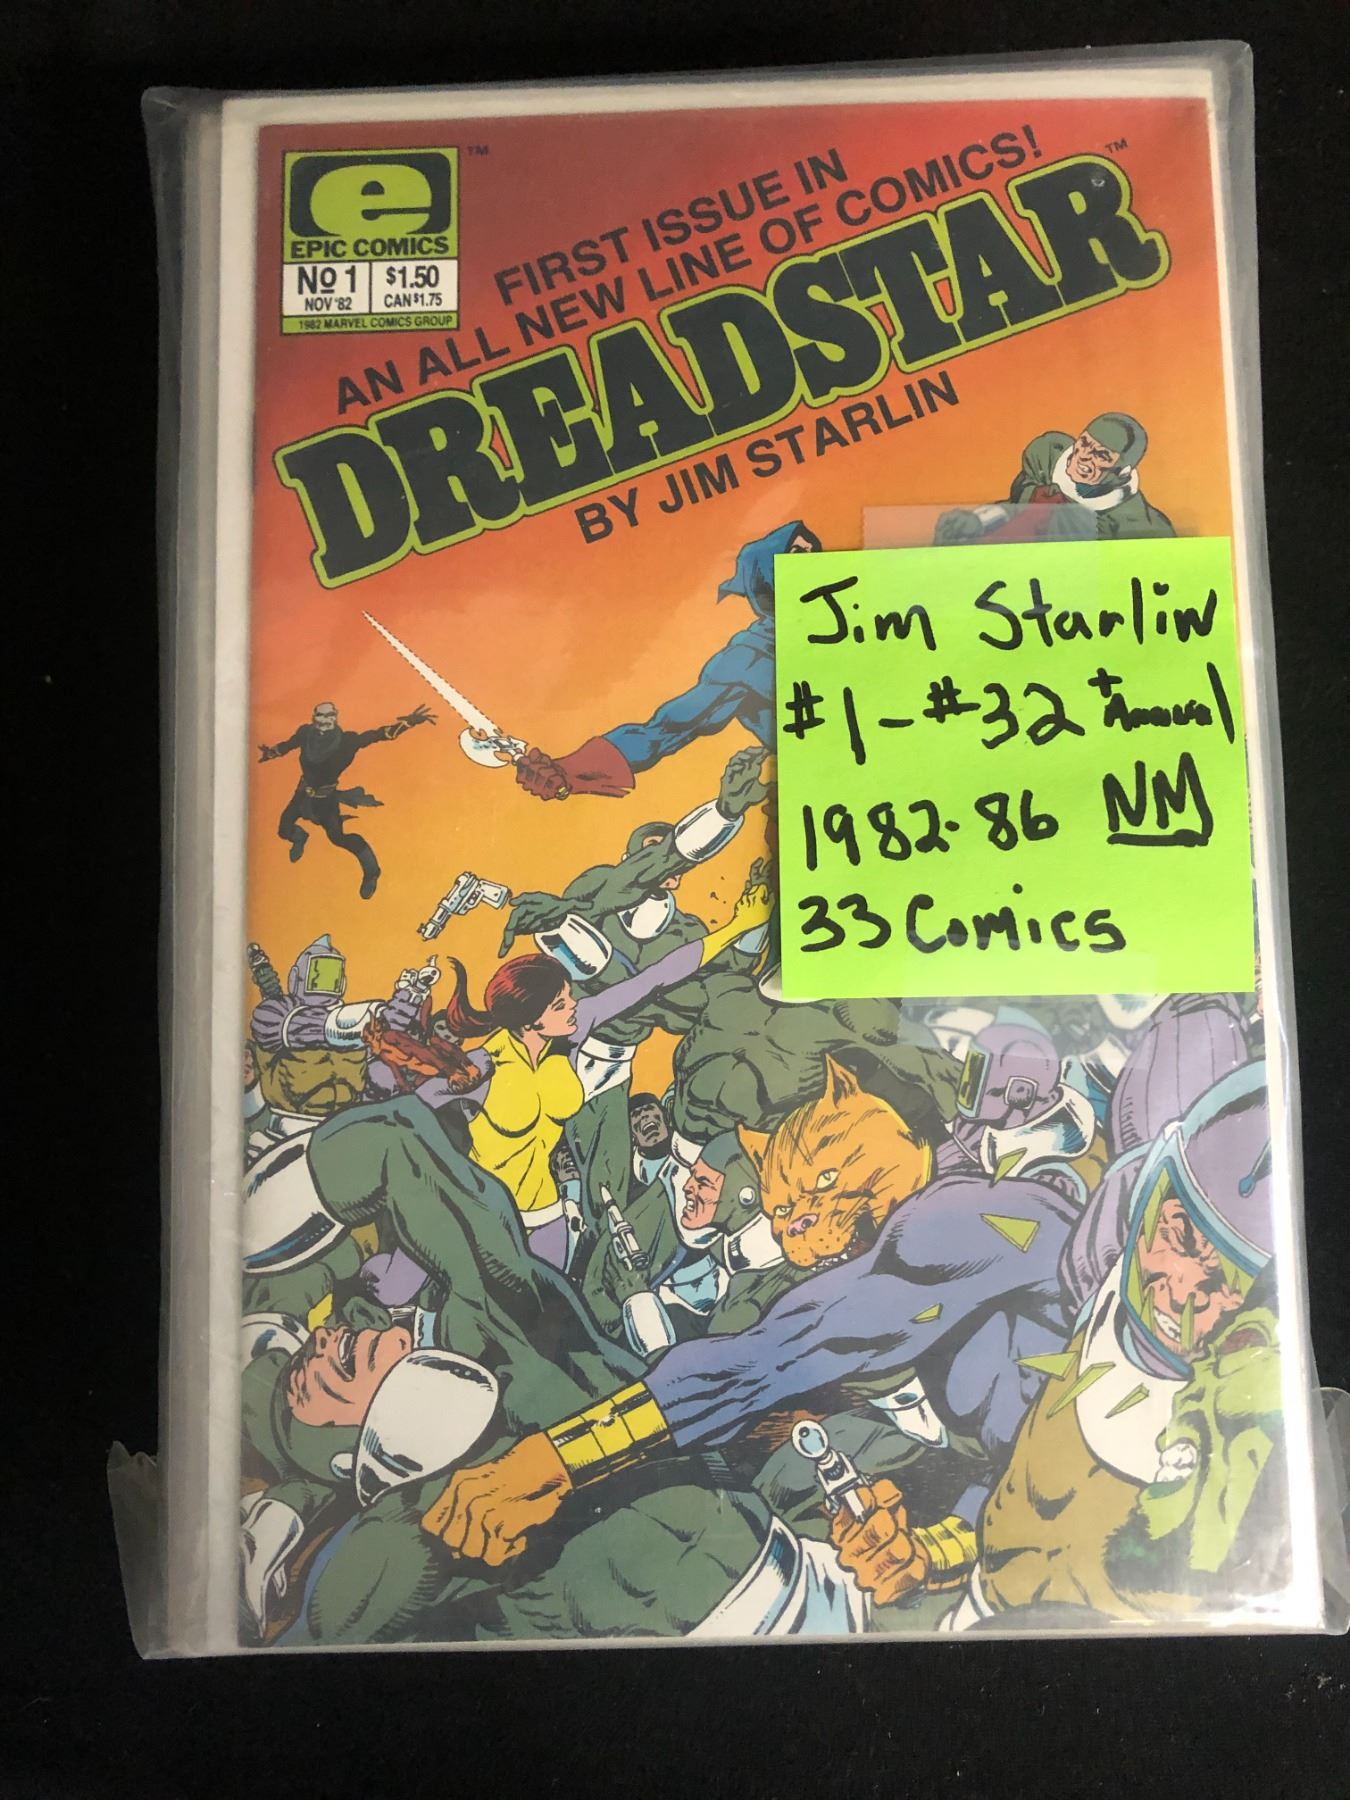 e
TM
EPIC COMICS
No 1
NOV '82
$1.50
CAN $1.75
1982 MARVEL COMICS GROUP
FIRST ISSUE IN
AN ALL NEW LINE OF COMICS!
DREADSTAR
TM
BY JIM STARLIN
Jim Starlin
#1-#32 + Annual
1982-86 NM
33 Comics